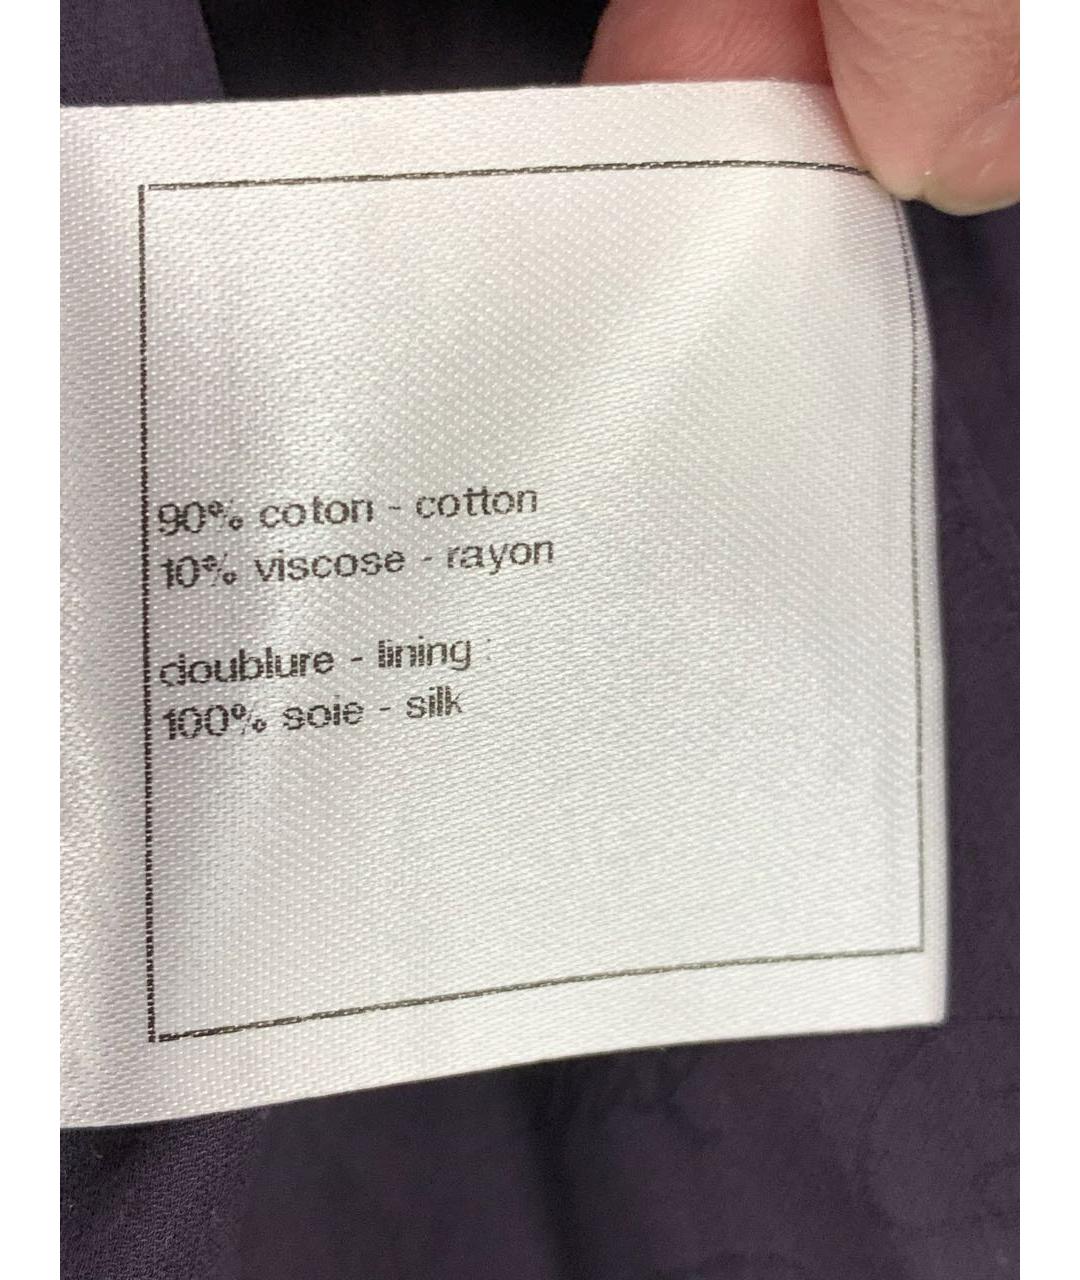 90% coton - cotton
10% viscose - rayon
doublure - lining :
100% soie - silk